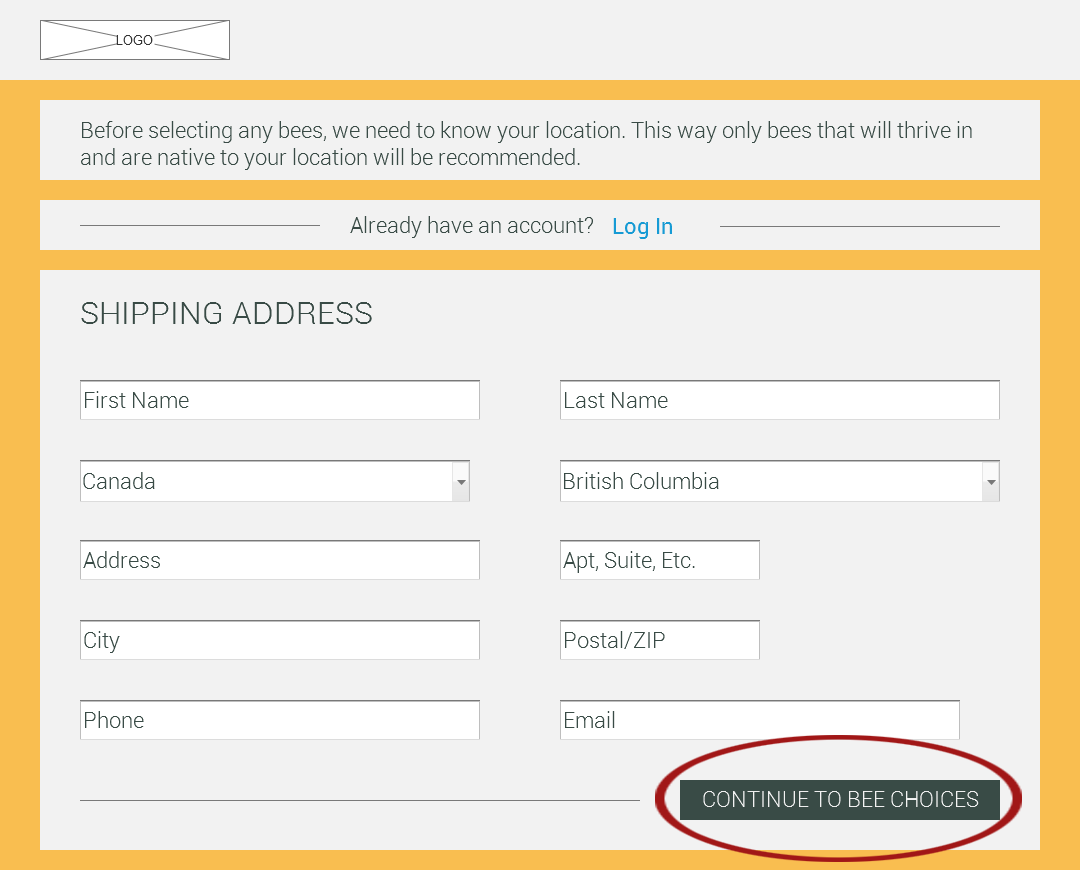 LOGO
Before selecting any bees, we need to know your location. This way only bees that will thrive in
and are native to your location will be recommended.
Already have an account? Log In
SHIPPING ADDRESS
First Name
Last Name
Canada
British Columbia
Address
Apt, Suite, Etc.
City
Postal/ZIP
Phone
Email
CONTINUE TO BEE CHOICES